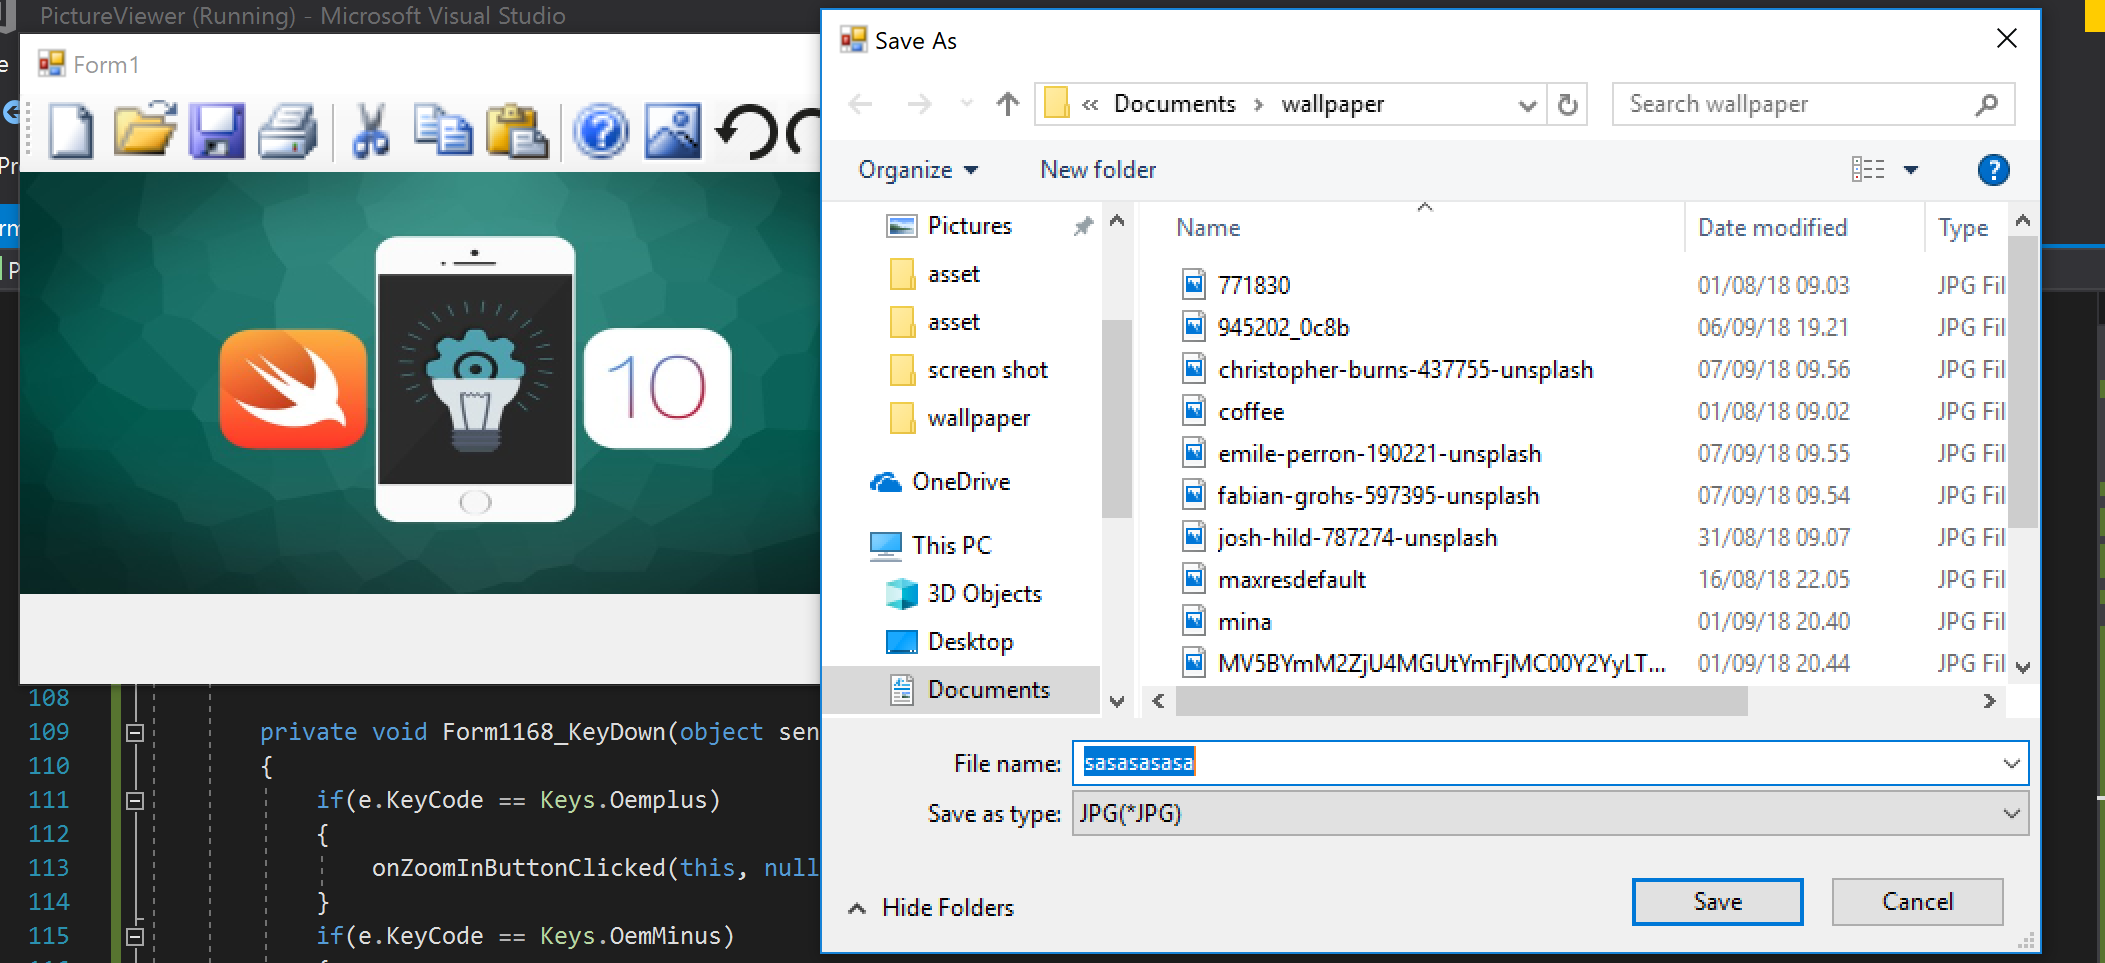 PictureViewer (Running) - Microsoft Visual Studio
Form1
10
108
109 private void Form1168_KeyDown(object sen
110 {
111 if(e.KeyCode == Keys.Oemplus)
112 {
113 onZoomInButtonClicked(this, null
114 }
115 if(e.KeyCode == Keys.OemMinus)
Save As
« Documents › wallpaper
Search wallpaper
Organize
New folder
Pictures
asset
asset
screen shot
wallpaper
OneDrive
This PC
3D Objects
Desktop
Documents
Name Date modified Type
771830 01/08/18 09.03 JPG Fil
945202_0c8b 06/09/18 19.21 JPG Fil
christopher-burns-437755-unsplash 07/09/18 09.56 JPG Fil
coffee 01/08/18 09.02 JPG Fil
emile-perron-190221-unsplash 07/09/18 09.55 JPG Fil
fabian-grohs-597395-unsplash 07/09/18 09.54 JPG Fil
josh-hild-787274-unsplash 31/08/18 09.07 JPG Fil
maxresdefault 16/08/18 22.05 JPG Fil
mina 01/09/18 20.40 JPG Fil
MV5BYmM2ZjU4MGUtYmFjMC00Y2YyLT... 01/09/18 20.44 JPG Fil
File name: sasasasasa
Save as type: JPG(*JPG)
Hide Folders
Save
Cancel